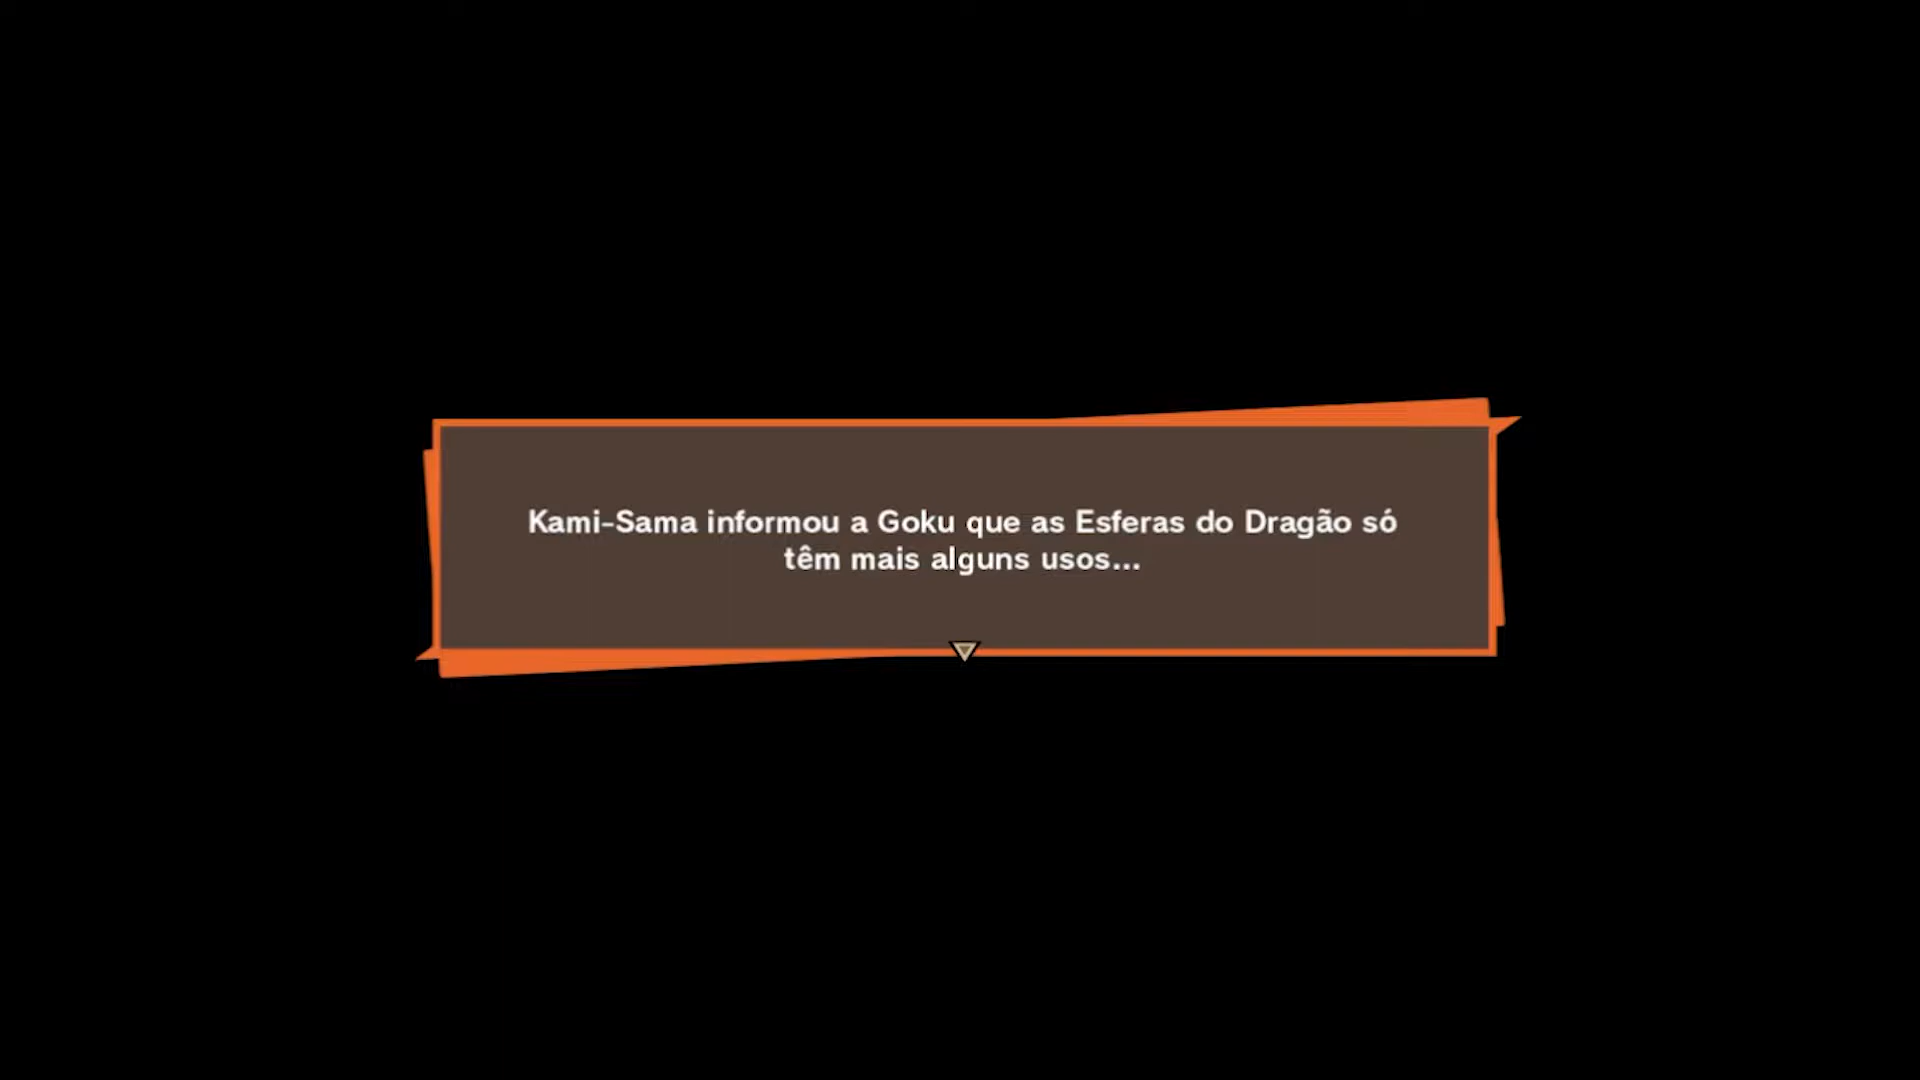 Kami-Sama informou a Goku que as Esferas do Dragão só
têm mais alguns usos...